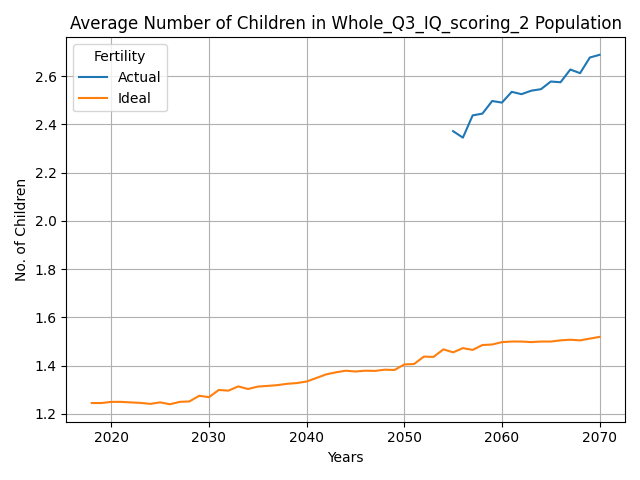 Average Number of Children in Whole_Q3_IQ_scoring_2 Population
Fertility
Actual
Ideal
No. of Children
2.6
2.4
2.2
2.0
1.8
1.6
1.4
1.2
2020 2030 2040 2050 2060 2070
Years